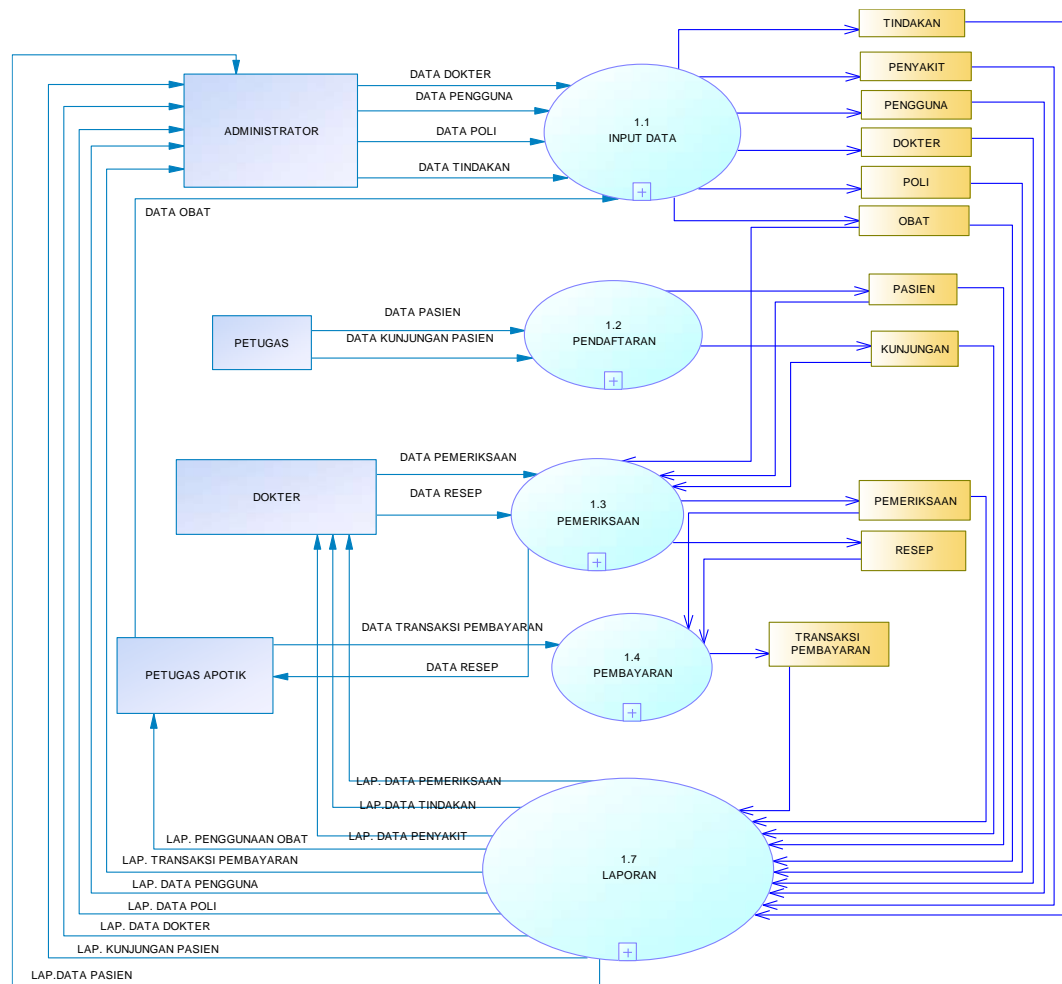 TINDAKAN
PENYAKIT
PENGGUNA
DOKTER
POLI
OBAT
DATA DOKTER
DATA PENGGUNA
DATA POLI
DATA TINDAKAN
ADMINISTRATOR
1.1
INPUT DATA
DATA OBAT
PASIEN
KUNJUNGAN
DATA PASIEN
DATA KUNJUNGAN PASIEN
PETUGAS
1.2
PENDAFTARAN
DATA PEMERIKSAAN
DATA RESEP
DOKTER
1.3
PEMERIKSAAN
PEMERIKSAAN
RESEP
DATA TRANSAKSI PEMBAYARAN
DATA RESEP
PETUGAS APOTIK
1.4
PEMBAYARAN
TRANSAKSI
PEMBAYARAN
LAP. DATA PEMERIKSAAN
LAP.DATA TINDAKAN
LAP. DATA PENYAKIT
LAP. PENGGUNAAN OBAT
LAP. TRANSAKSI PEMBAYARAN
LAP. DATA PENGGUNA
LAP. DATA POLI
LAP. DATA DOKTER
LAP. KUNJUNGAN PASIEN
LAP.DATA PASIEN
1.7
LAPORAN